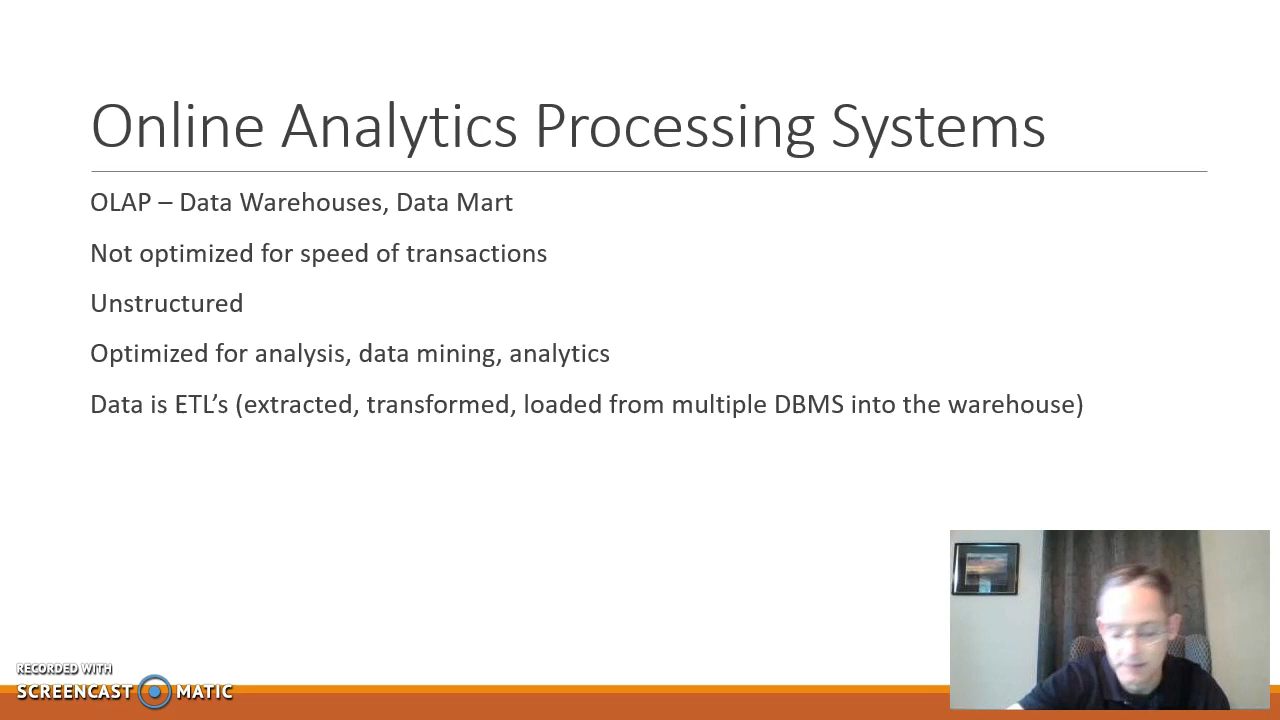 Online Analytics Processing Systems
OLAP – Data Warehouses, Data Mart
Not optimized for speed of transactions
Unstructured
Optimized for analysis, data mining, analytics
Data is ETL’s (extracted, transformed, loaded from multiple DBMS into the warehouse)
RECORDED WITH
SCREENCAST MATIC